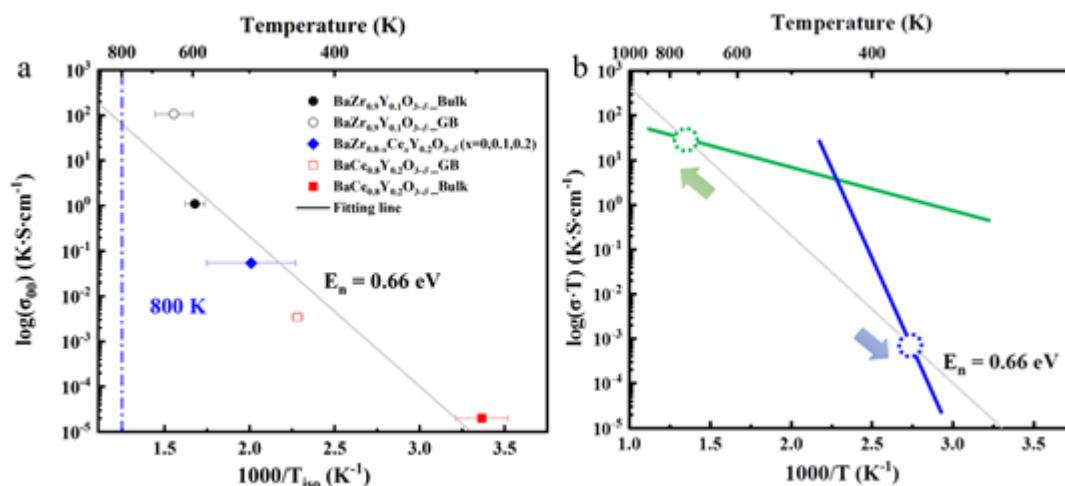 Temperature (K)
800 600 400
a
10³
10²
10¹
10⁰
10⁻¹
10⁻²
10⁻³
10⁻⁴
10⁻⁵
log(σ₀₀) (K·S·cm⁻¹)
BaZr₀.₉Y₀.₁O₃₋δ_Bulk
BaZr₀.₉Y₀.₁O₃₋δ_GB
BaZr₀.₈₋ₓCeₓY₀.₂O₃₋δ(x=0,0.1,0.2)
BaCe₀.₈Y₀.₂O₃₋δ_GB
BaCe₀.₈Y₀.₂O₃₋δ_Bulk
Fitting line
Eₙ = 0.66 eV
800 K
1.5 2.0 2.5 3.0 3.5
1000/Tᵢₛₒ (K⁻¹)
Temperature (K)
1000 800 600 400
b
10³
10²
10¹
10⁰
10⁻¹
10⁻²
10⁻³
10⁻⁴
10⁻⁵
log(σ·T) (K·S·cm⁻¹)
Eₙ = 0.66 eV
1.0 1.5 2.0 2.5 3.0 3.5
1000/T (K⁻¹)